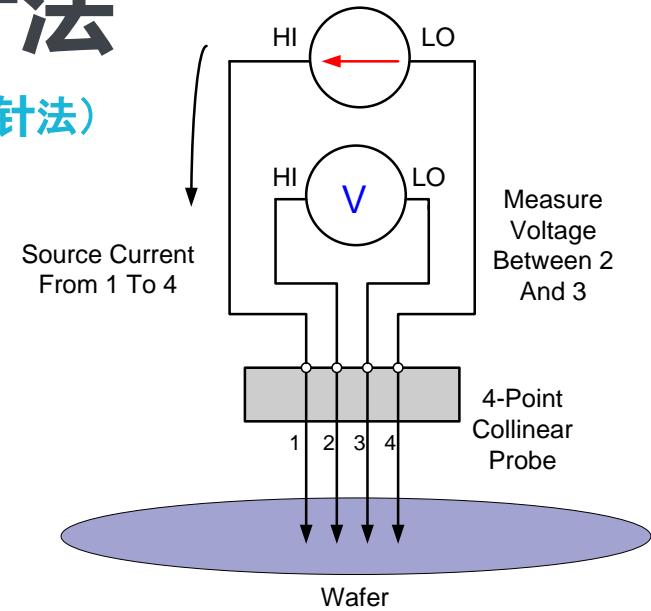 法
针法）
HI
LO
HI
LO
V
Source Current
From 1 To 4
Measure
Voltage
Between 2
And 3
4-Point
Collinear
Probe
1 2 3 4
Wafer